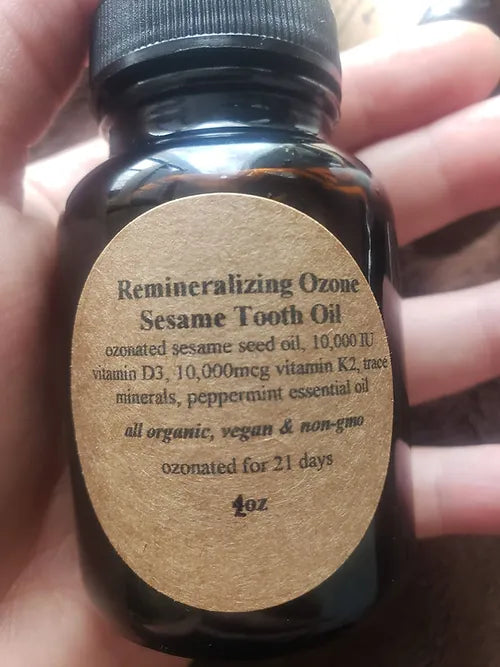 Remineralizing Ozone
Sesame Tooth Oil
ozonated sesame seed oil, 10,000 IU
vitamin D3, 10,000mcg vitamin K2, trace
minerals, peppermint essential oil
all organic, vegan & non-gmo
ozonated for 21 days
oz